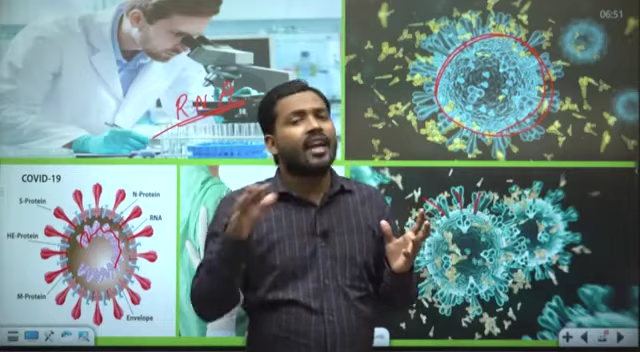 06:51
RNA
COVID-19
S-Protein
N-Protein
RNA
HE-Protein
M-Protein
Envelope